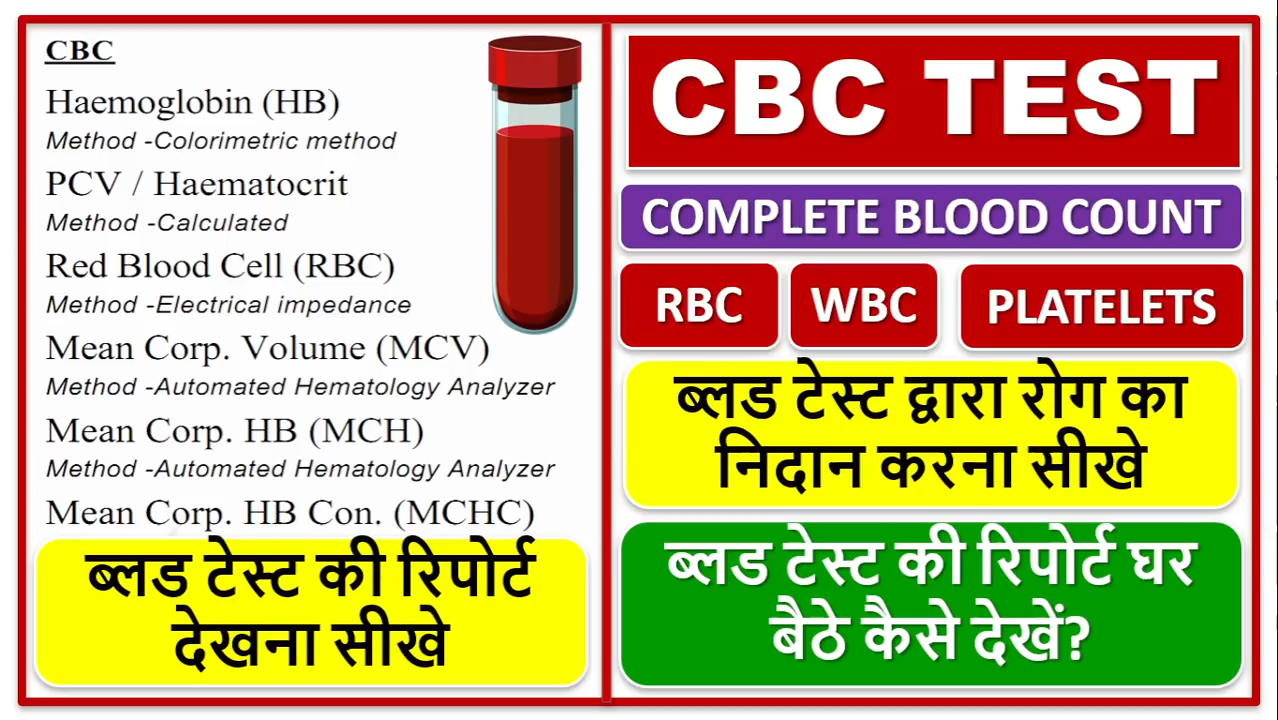 CBC
Haemoglobin (HB)
Method -Colorimetric method
PCV / Haematocrit
Method -Calculated
Red Blood Cell (RBC)
Method -Electrical impedance
Mean Corp. Volume (MCV)
Method -Automated Hematology Analyzer
Mean Corp. HB (MCH)
Method -Automated Hematology Analyzer
Mean Corp. HB Con. (MCHC)
ब्लड टेस्ट की रिपोर्ट
देखना सीखे
CBC TEST
COMPLETE BLOOD COUNT
RBC
WBC
PLATELETS
ब्लड टेस्ट द्वारा रोग का
निदान करना सीखे
ब्लड टेस्ट की रिपोर्ट घर
बैठे कैसे देखें?